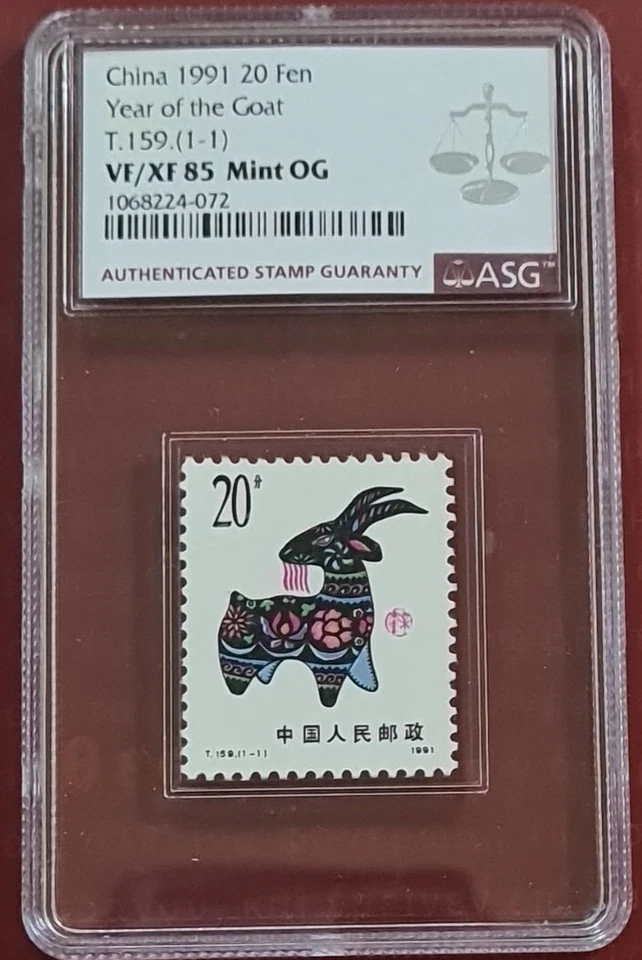 China 1991 20 Fen
Year of the Goat
T.159.(1-1)
VF/XF 85 Mint OG
1068224-072
AUTHENTICATED STAMP GUARANTY ASG™
20分
中国人民邮政
T.159.(1-1) 1991